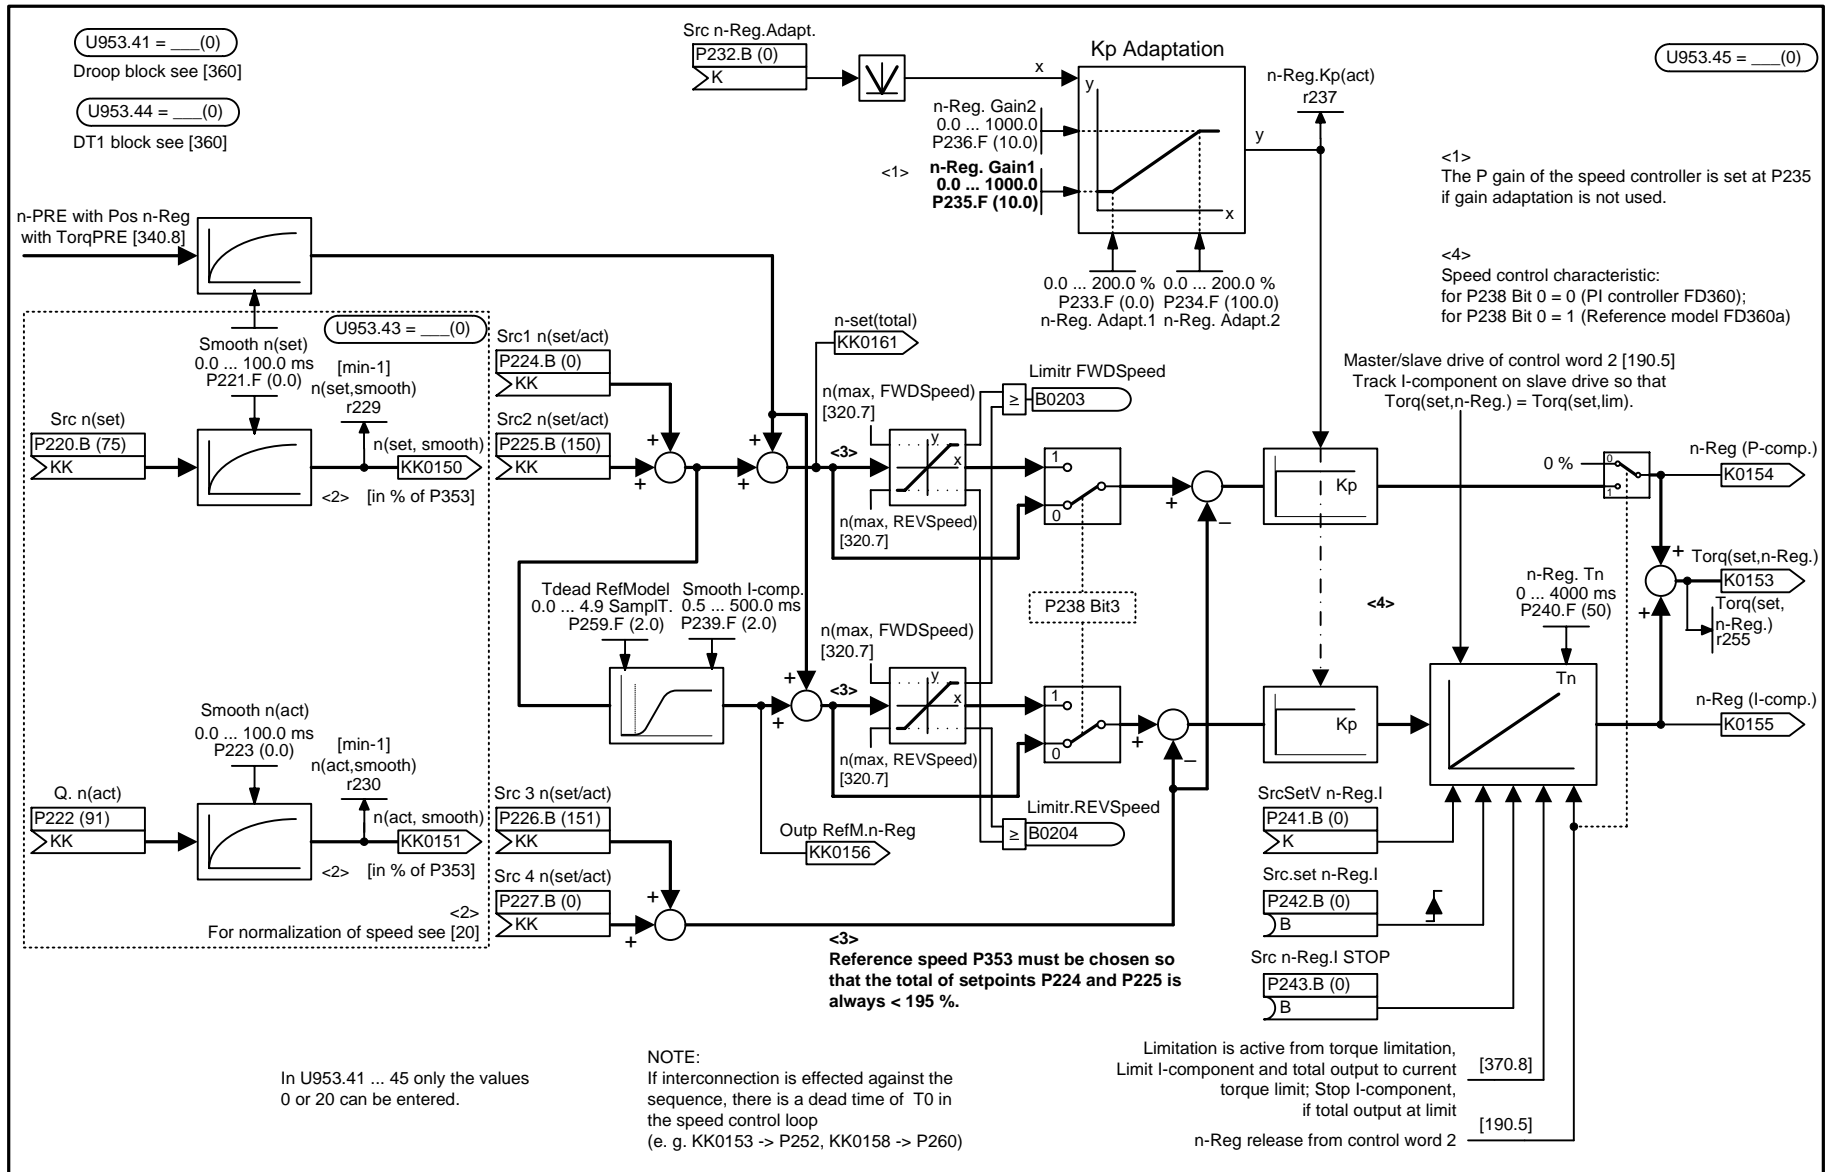 U953.41 = ___(0)
Droop block see [360]
U953.44 = ___(0)
DT1 block see [360]
Src n-Reg.Adapt.
P232.B (0)
K
x
Kp Adaptation
y
x
y
n-Reg. Gain2
0.0 ... 1000.0
P236.F (10.0)
<1>
n-Reg. Gain1
0.0 ... 1000.0
P235.F (10.0)
0.0 ... 200.0 %
P233.F (0.0)
n-Reg. Adapt.1
0.0 ... 200.0 %
P234.F (100.0)
n-Reg. Adapt.2
n-Reg.Kp(act)
r237
U953.45 = ___(0)
<1>
The P gain of the speed controller is set at P235
if gain adaptation is not used.
<4>
Speed control characteristic:
for P238 Bit 0 = 0 (PI controller FD360);
for P238 Bit 0 = 1 (Reference model FD360a)
n-PRE with Pos n-Reg
with TorqPRE [340.8]
U953.43 = ___(0)
Smooth n(set)
0.0 ... 100.0 ms
P221.F (0.0)
[min-1]
n(set,smooth)
r229
Src n(set)
P220.B (75)
KK
n(set, smooth)
KK0150
<2>
[in % of P353]
Src1 n(set/act)
P224.B (0)
KK
Src2 n(set/act)
P225.B (150)
KK
+
+
+
+
n-set(total)
KK0161
n(max, FWDSpeed)
[320.7]
<3>
y
x
n(max, REVSpeed)
[320.7]
Limitr FWDSpeed
≥
B0203
1
0
+
–
Kp
Master/slave drive of control word 2 [190.5]
Track I-component on slave drive so that
Torq(set,n-Reg.) = Torq(set,lim).
0 %
0
1
n-Reg (P-comp.)
K0154
+
+
Torq(set,n-Reg.)
K0153
Torq(set,
n-Reg.)
r255
Tdead RefModel
0.0 ... 4.9 SamplT.
P259.F (2.0)
Smooth I-comp.
0.5 ... 500.0 ms
P239.F (2.0)
+
+
n(max, FWDSpeed)
[320.7]
<3>
y
x
n(max, REVSpeed)
[320.7]
P238 Bit3
1
0
+
–
Kp
<4>
n-Reg. Tn
0 ... 4000 ms
P240.F (50)
Tn
n-Reg (I-comp.)
K0155
Smooth n(act)
0.0 ... 100.0 ms
P223 (0.0)
[min-1]
n(act,smooth)
r230
Q. n(act)
P222 (91)
KK
n(act, smooth)
KK0151
<2>
[in % of P353]
<2>
For normalization of speed see [20]
Src 3 n(set/act)
P226.B (151)
KK
Src 4 n(set/act)
P227.B (0)
KK
+
+
Outp RefM.n-Reg
KK0156
Limitr.REVSpeed
≥
B0204
<3>
Reference speed P353 must be chosen so
that the total of setpoints P224 and P225 is
always < 195 %.
SrcSetV n-Reg.I
P241.B (0)
K
Src.set n-Reg.I
P242.B (0)
B
Src n-Reg.I STOP
P243.B (0)
B
Limitation is active from torque limitation,
Limit I-component and total output to current
torque limit; Stop I-component,
if total output at limit
[370.8]
n-Reg release from control word 2
[190.5]
In U953.41 ... 45 only the values
0 or 20 can be entered.
NOTE:
If interconnection is effected against the
sequence, there is a dead time of  T0 in
the speed control loop
(e. g. KK0153 -> P252, KK0158 -> P260)